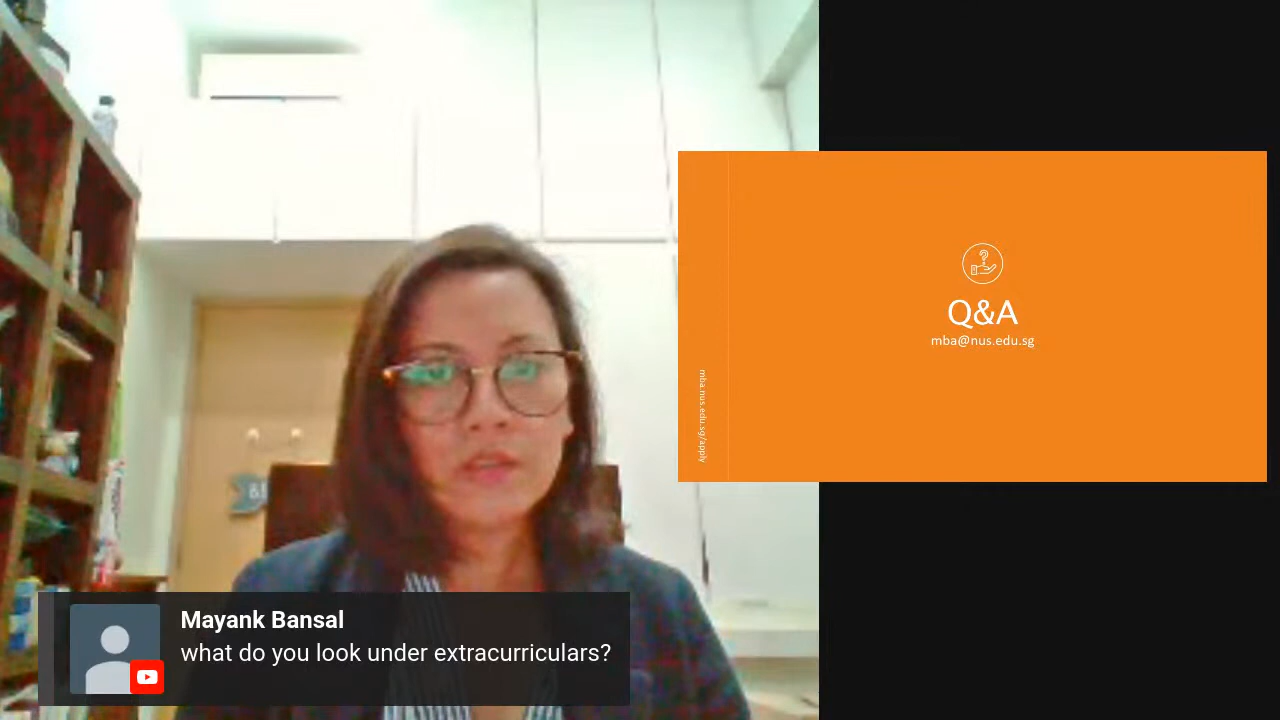 Q&A
mba@nus.edu.sg
mba.nus.edu.sg/apply
Mayank Bansal
what do you look under extracurriculars?